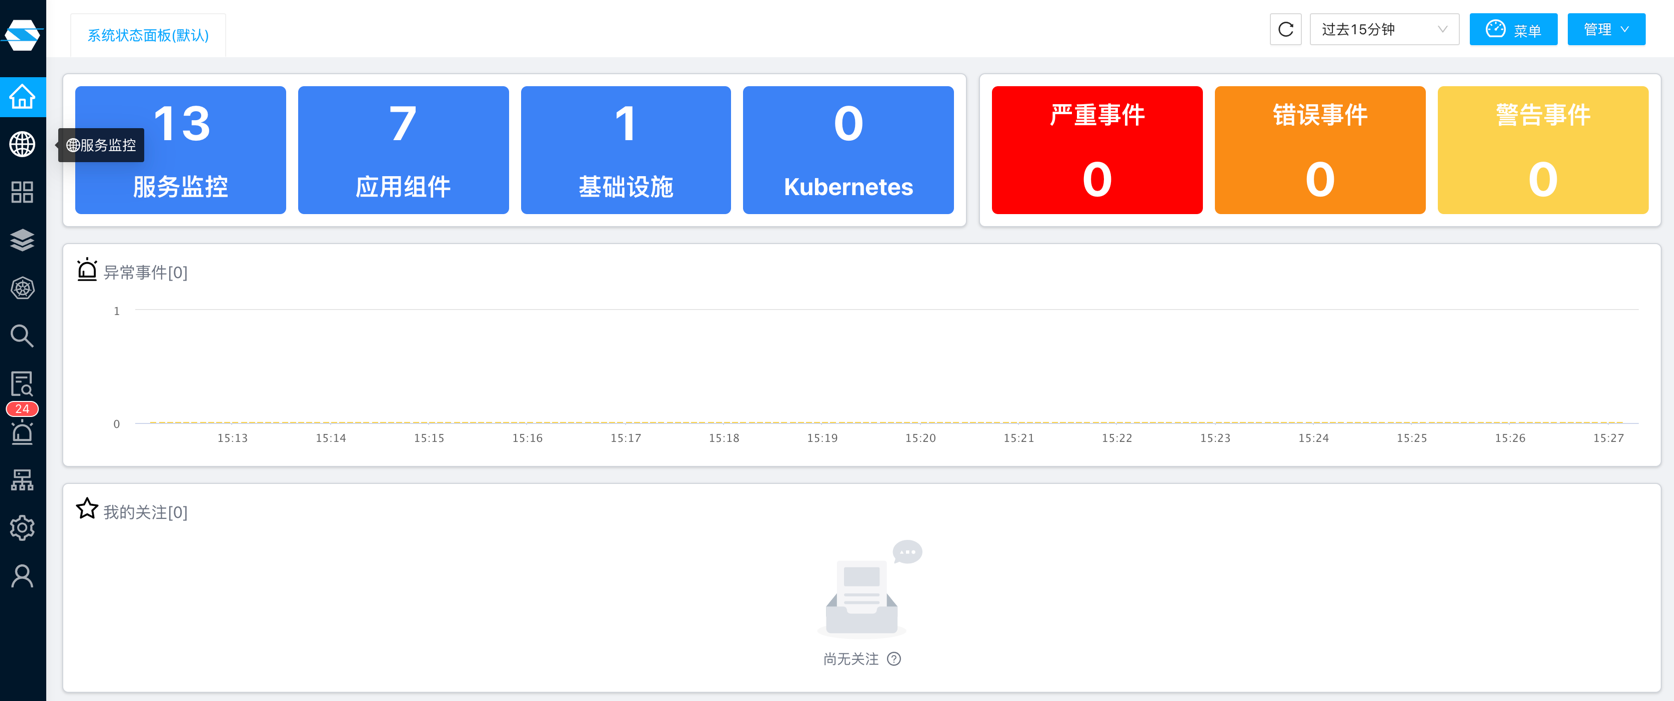 系统状态面板(默认)
过去15分钟
菜单
管理
13
服务监控
7
应用组件
1
基础设施
0
Kubernetes
严重事件
0
错误事件
0
警告事件
0
服务监控
24
异常事件[0]
1
0
15:13 15:14 15:15 15:16 15:17 15:18 15:19 15:20 15:21 15:22 15:23 15:24 15:25 15:26 15:27
我的关注[0]
尚无关注